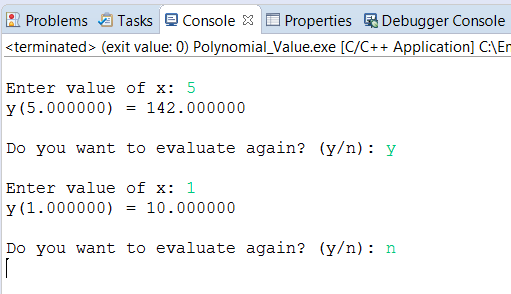 Problems Tasks Console Properties Debugger Console
<terminated> (exit value: 0) Polynomial_Value.exe [C/C++ Application] C:\En
Enter value of x: 5
y(5.000000) = 142.000000
Do you want to evaluate again? (y/n): y
Enter value of x: 1
y(1.000000) = 10.000000
Do you want to evaluate again? (y/n): n